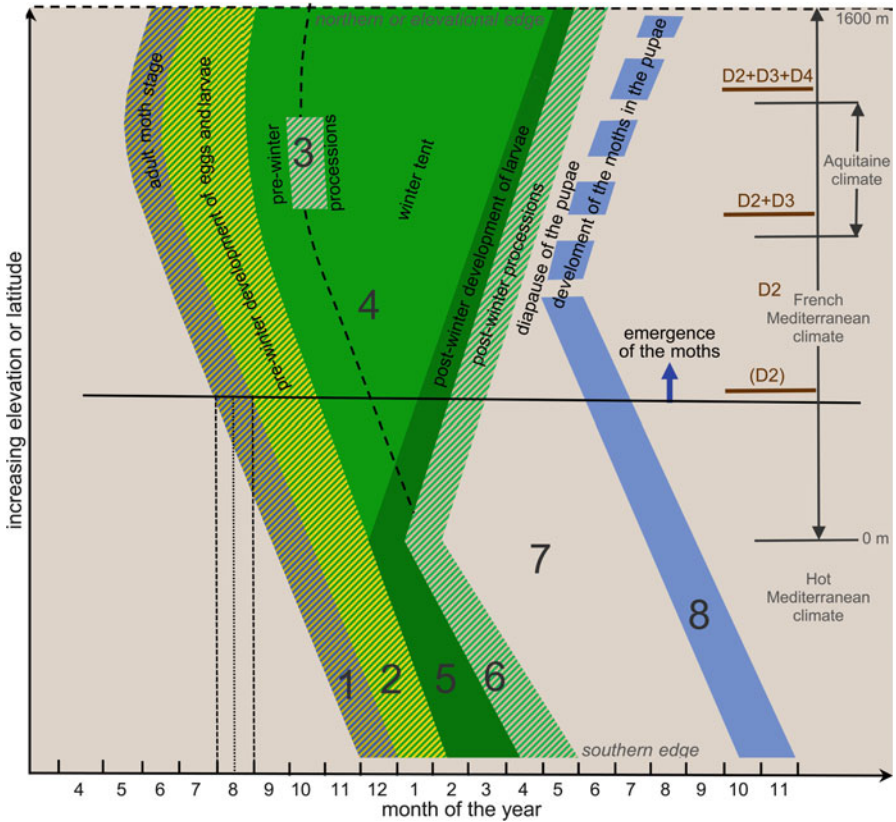 northern or elevational edge
1600 m
adult moth stage
pre-winter development of eggs and larvae
pre-winter
3
processions
winter tent
4
post-winter development of larvae
post-winter processions
diapause of the pupae
develoment of the moths in the pupae
D2+D3+D4
Aquitaine
climate
D2+D3
D2
French
Mediterranean
climate
emergence
of the moths
(D2)
0 m
Hot
Mediterranean
climate
7
8
1
2
5
6
southern edge
increasing elevation or latitude
4 5 6 7 8 9 10 11 12 1 2 3 4 5 6 7 8 9 10 11
month of the year